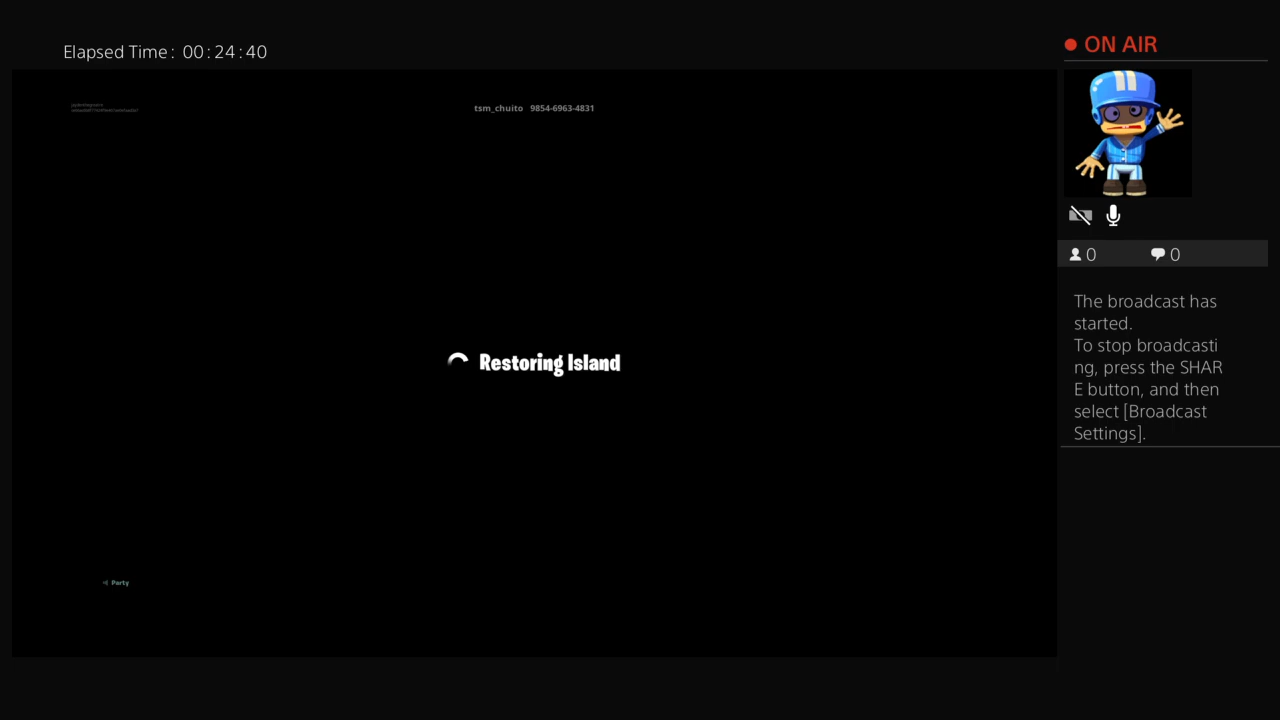 Elapsed Time: 00:24:40
ON AIR
tsm_chuito 9854-6963-4831
0 0
The broadcast has
started.
To stop broadcasti
ng, press the SHAR
E button, and then
select [Broadcast
Settings].
Restoring Island
Party